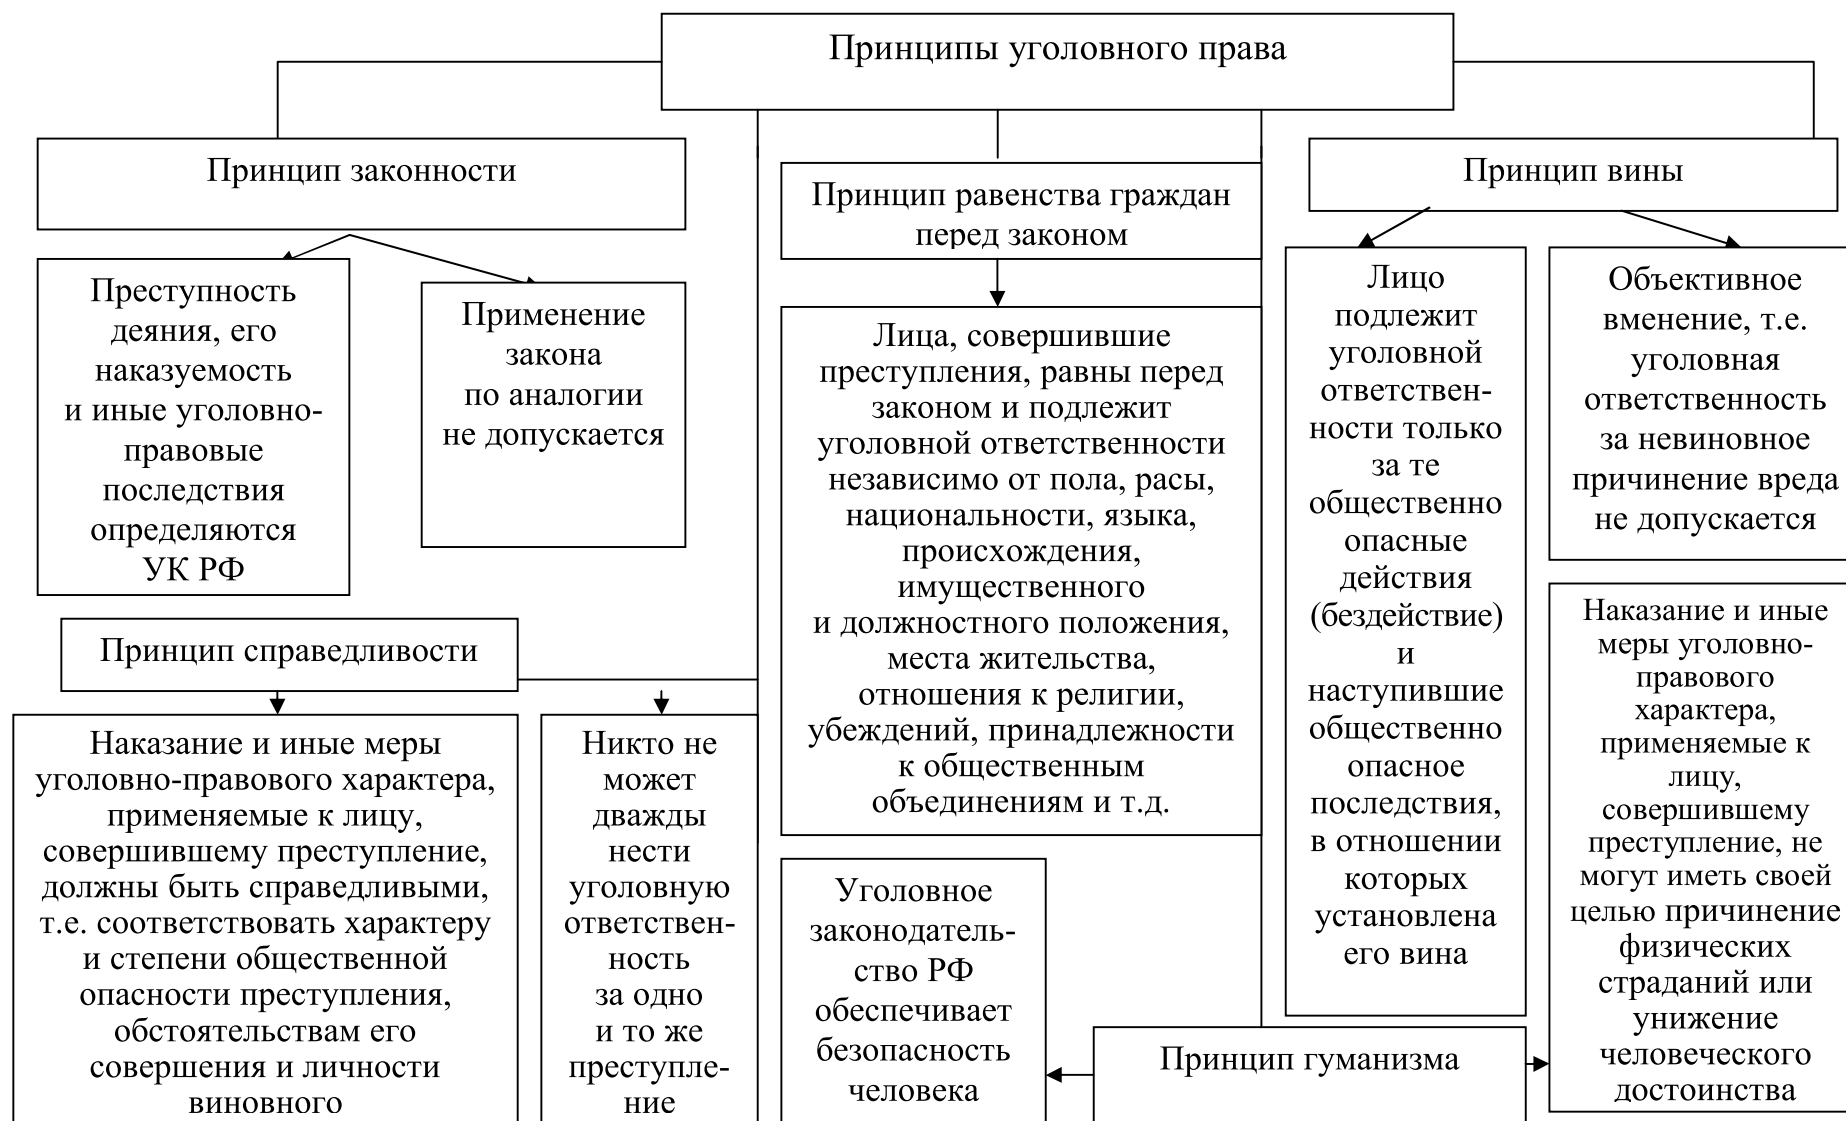 Принципы уголовного права
Принцип законности
Преступность
деяния, его
наказуемость
и иные уголовно-
правовые
последствия
определяются
УК РФ
Применение
закона
по аналогии
не допускается
Принцип равенства граждан
перед законом
Лица, совершившие
преступления, равны перед
законом и подлежит
уголовной ответственности
независимо от пола, расы,
национальности, языка,
происхождения,
имущественного
и должностного положения,
места жительства,
отношения к религии,
убеждений, принадлежности
к общественным
объединениям и т.д.
Принцип вины
Лицо
подлежит
уголовной
ответствен-
ности только
за те
общественно
опасные
действия
(бездействие)
и
наступившие
общественно
опасное
последствия,
в отношении
которых
установлена
его вина
Объективное
вменение, т.е.
уголовная
ответственность
за невиновное
причинение вреда
не допускается
Принцип справедливости
Наказание и иные меры
уголовно-правового характера,
применяемые к лицу,
совершившему преступление,
должны быть справедливыми,
т.е. соответствовать характеру
и степени общественной
опасности преступления,
обстоятельствам его
совершения и личности
виновного
Никто не
может
дважды
нести
уголовную
ответствен-
ность
за одно
и то же
преступле-
ние
Уголовное
законодатель-
ство РФ
обеспечивает
безопасность
человека
Принцип гуманизма
Наказание и иные
меры уголовно-
правового
характера,
применяемые к
лицу,
совершившему
преступление, не
могут иметь своей
целью причинение
физических
страданий или
унижение
человеческого
достоинства